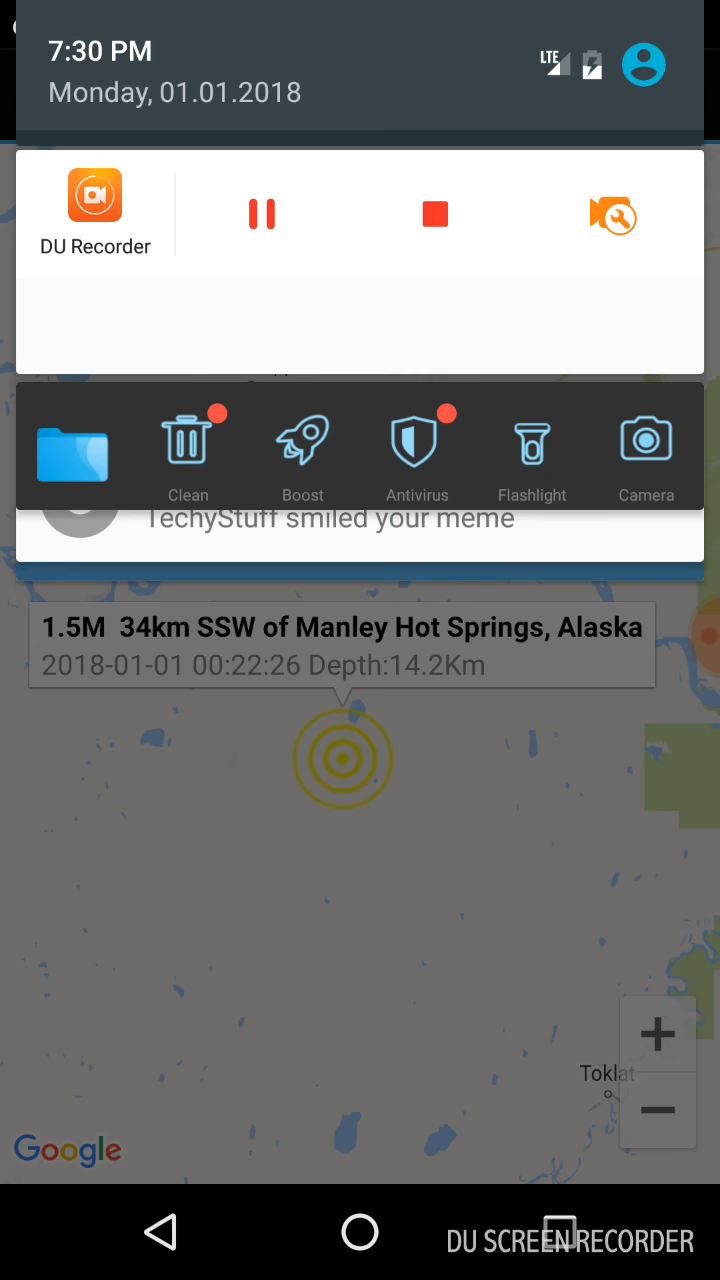 7:30 PM
LTE
Monday, 01.01.2018
DU Recorder
Clean
Boost
Antivirus
Flashlight
Camera
TechyStuff smiled your meme
1.5M 34km SSW of Manley Hot Springs, Alaska
2018-01-01 00:22:26 Depth:14.2Km
Toklat
Google
DU SCREEN RECORDER